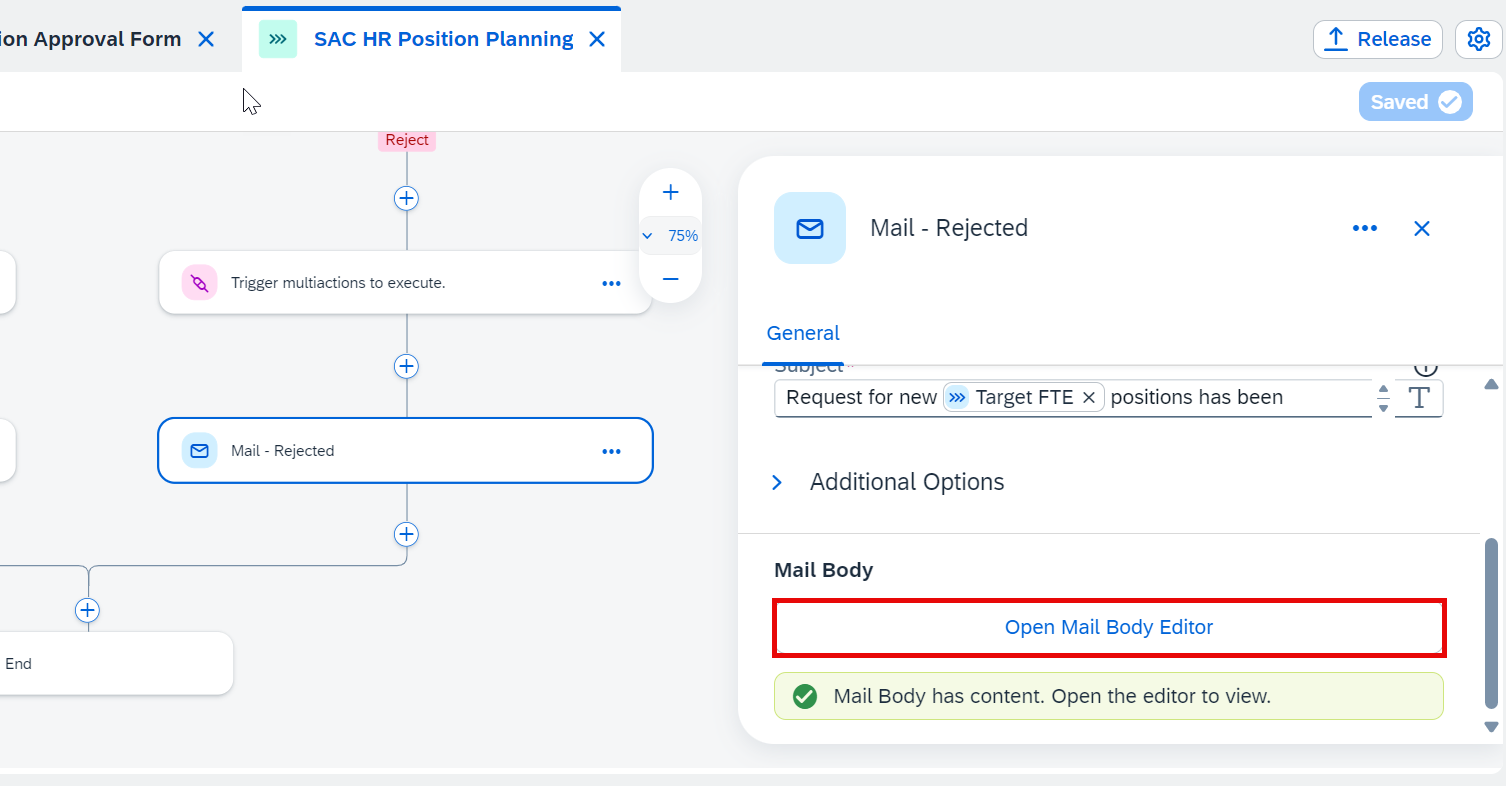 ion Approval Form
SAC HR Position Planning
Release
Saved
Reject
75%
Trigger multiactions to execute.
Mail - Rejected
End
Mail - Rejected
General
Subject*
Request for new Target FTE positions has been
Additional Options
Mail Body
Open Mail Body Editor
Mail Body has content. Open the editor to view.